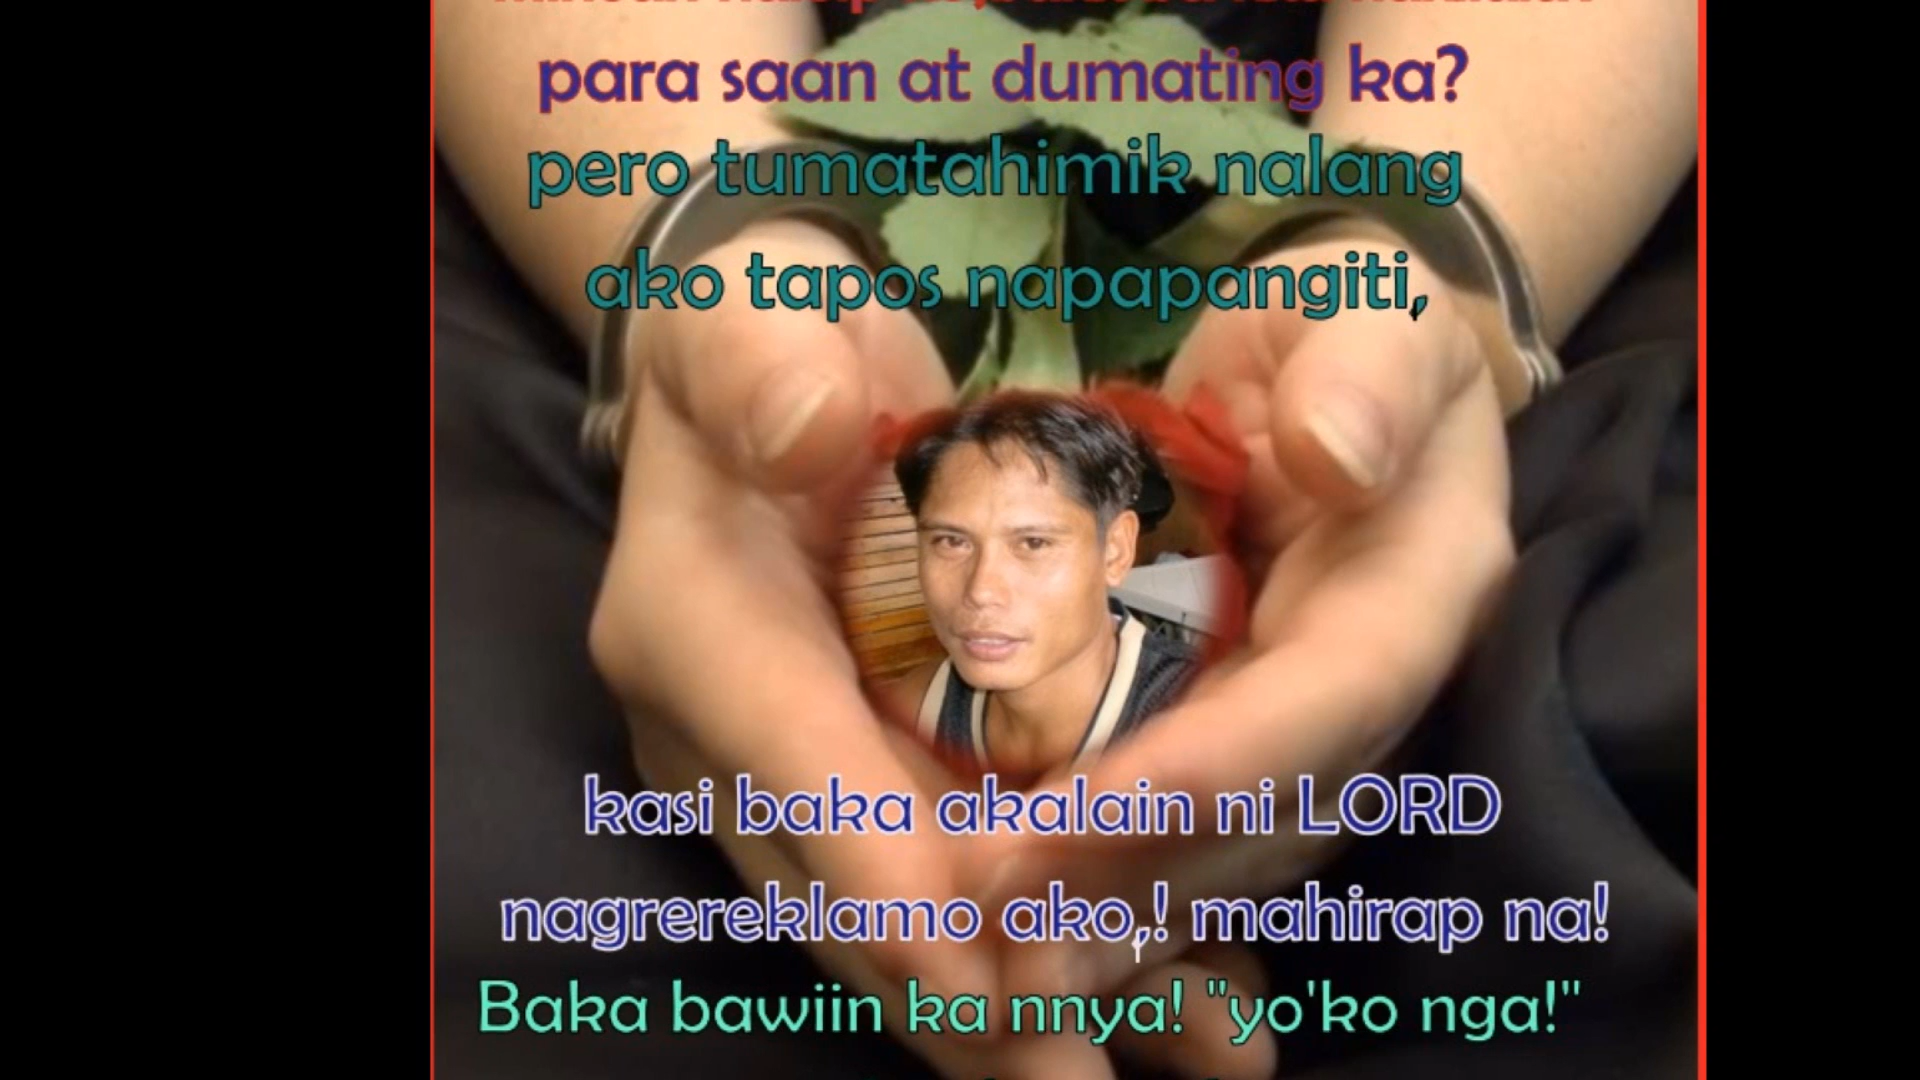 para saan at dumating ka?
pero tumatahimik nalang
ako tapos napapangiti,
kasi baka akalain ni LORD
nagrereklamo ako,! mahirap na!
Baka bawiin ka nnya! "yo'ko nga!"